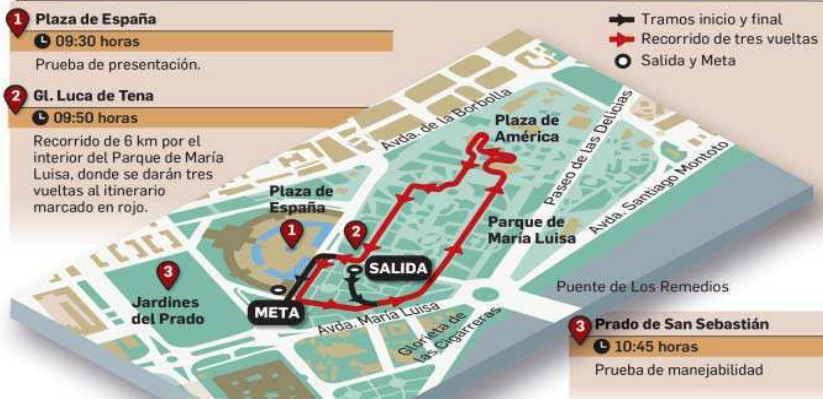 1 Plaza de España
09:30 horas
Prueba de presentación.
2 Gl. Luca de Tena
09:50 horas
Recorrido de 6 km por el
interior del Parque de María
Luisa, donde se darán tres
vueltas al itinerario
marcado en rojo.
Tramos inicio y final
Recorrido de tres vueltas
Salida y Meta
Avda. de la Borbolla
Plaza de
América
Paseo de las Delicias
Avda. Santiago Montoto
Plaza de
España
1
2
Parque de
María Luisa
SALIDA
3
Jardines
del Prado
META
Avda. María Luisa
Glorieta de
las Cigarreras
Puente de Los Remedios
3 Prado de San Sebastián
10:45 horas
Prueba de manejabilidad